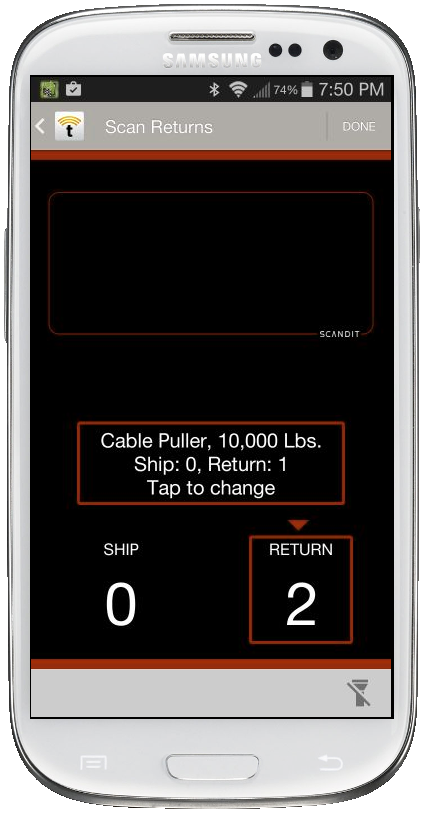 SAMSUNG
74% 7:50 PM
t Scan Returns DONE
SCANDIT
Cable Puller, 10,000 Lbs.
Ship: 0, Return: 1
Tap to change
SHIP RETURN
0 2